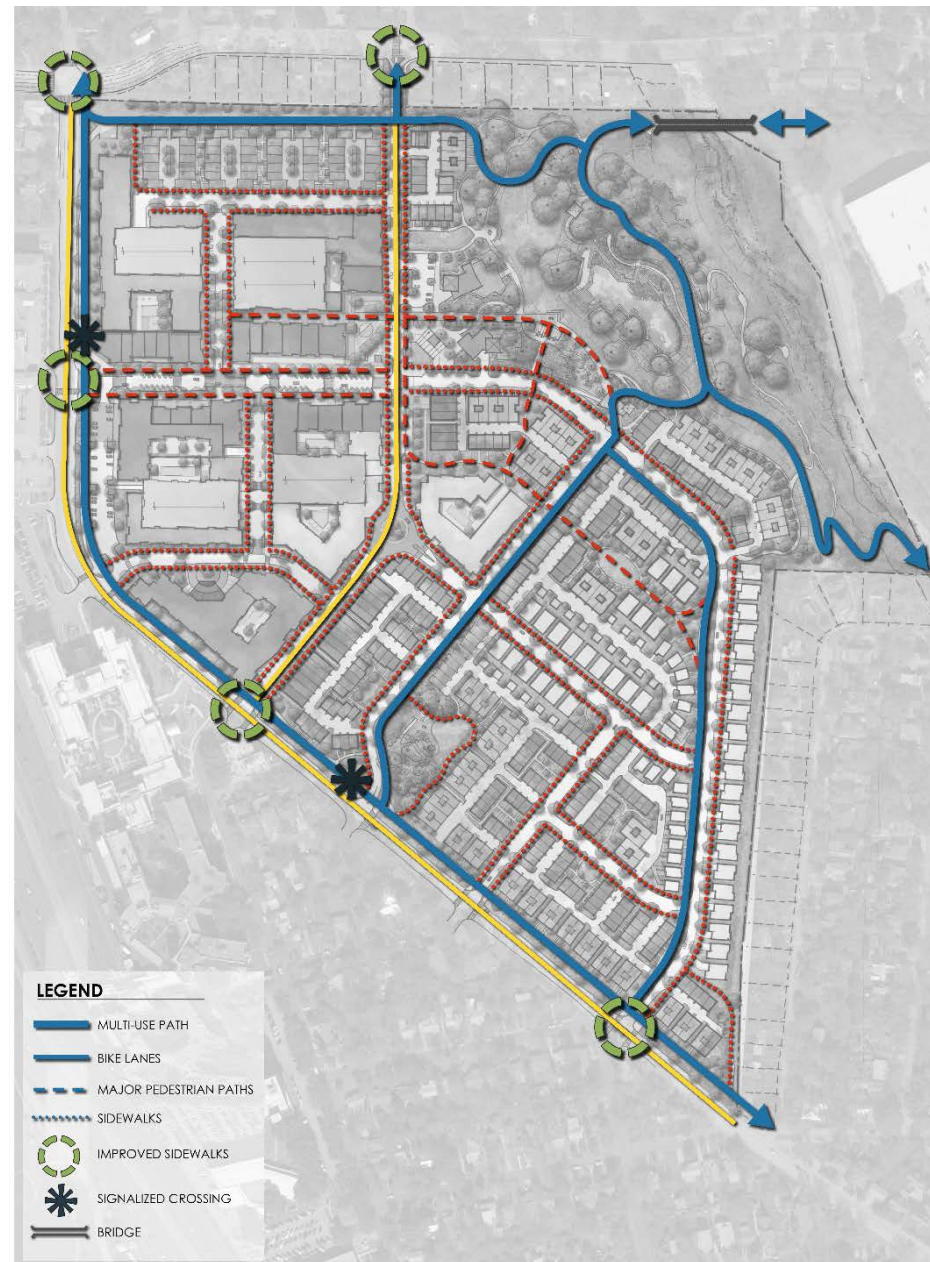 LEGEND
MULTI-USE PATH
BIKE LANES
MAJOR PEDESTRIAN PATHS
SIDEWALKS
IMPROVED SIDEWALKS
SIGNALIZED CROSSING
BRIDGE